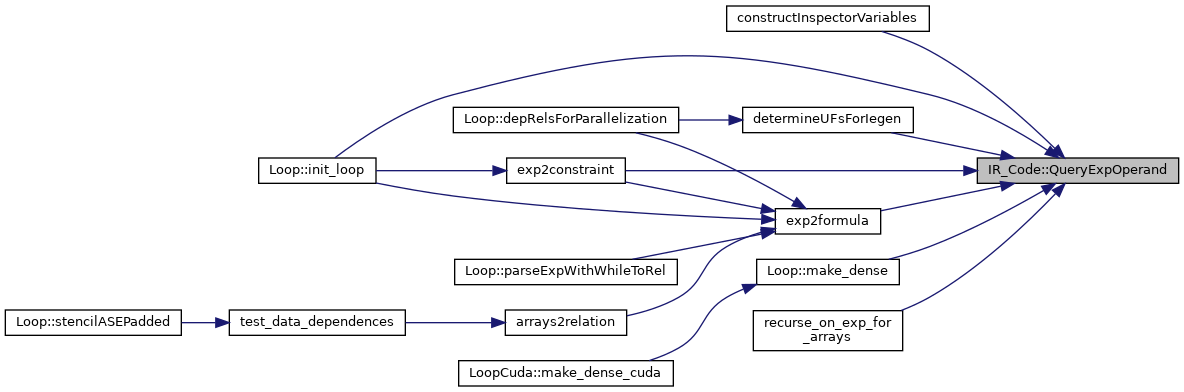 constructInspectorVariables
Loop::depRelsForParallelization
determineUFsForIegen
Loop::init_loop
exp2constraint
IR_Code::QueryExpOperand
exp2formula
Loop::parseExpWithWhileToRel
Loop::make_dense
Loop::stencilASEPadded
test_data_dependences
arrays2relation
recurse_on_exp_for
_arrays
LoopCuda::make_dense_cuda